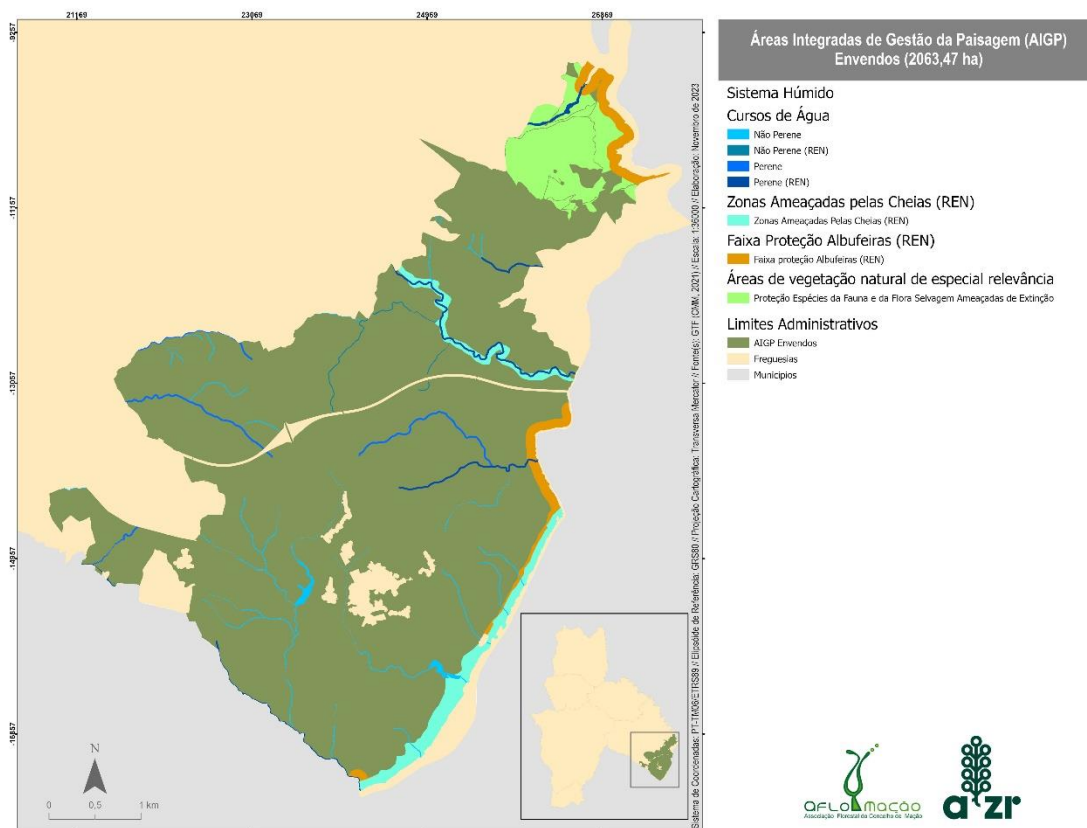 21169 23069 24969 26869
-9257
-11157
-13057
-14957
-16857
Áreas Integradas de Gestão da Paisagem (AIGP)
Envendos (2063,47 ha)
Sistema Húmido
Cursos de Água
Não Perene
Não Perene (REN)
Perene
Perene (REN)
Zonas Ameaçadas pelas Cheias (REN)
Zonas Ameaçadas Pelas Cheias (REN)
Faixa Proteção Albufeiras (REN)
Faixa proteção Albufeiras (REN)
Áreas de vegetação natural de especial relevância
Proteção Espécies da Fauna e da Flora Selvagem Ameaçadas de Extinção
Limites Administrativos
AIGP Envendos
Freguesias
Municípios
Sistema de Coordenadas: PT-TM06/ETRS89 // Elipsóide de Referência: GRS80 // Projeção Cartográfica: Transversa Mercator // Fonte(s): GTF (CMM, 2021) // Escala: 1:36000 // Elaboração: Novembro de 2023
N
0 0,5 1 km
AFLOMAÇÃO
Associação Florestal do Concelho de Mação
a*zr